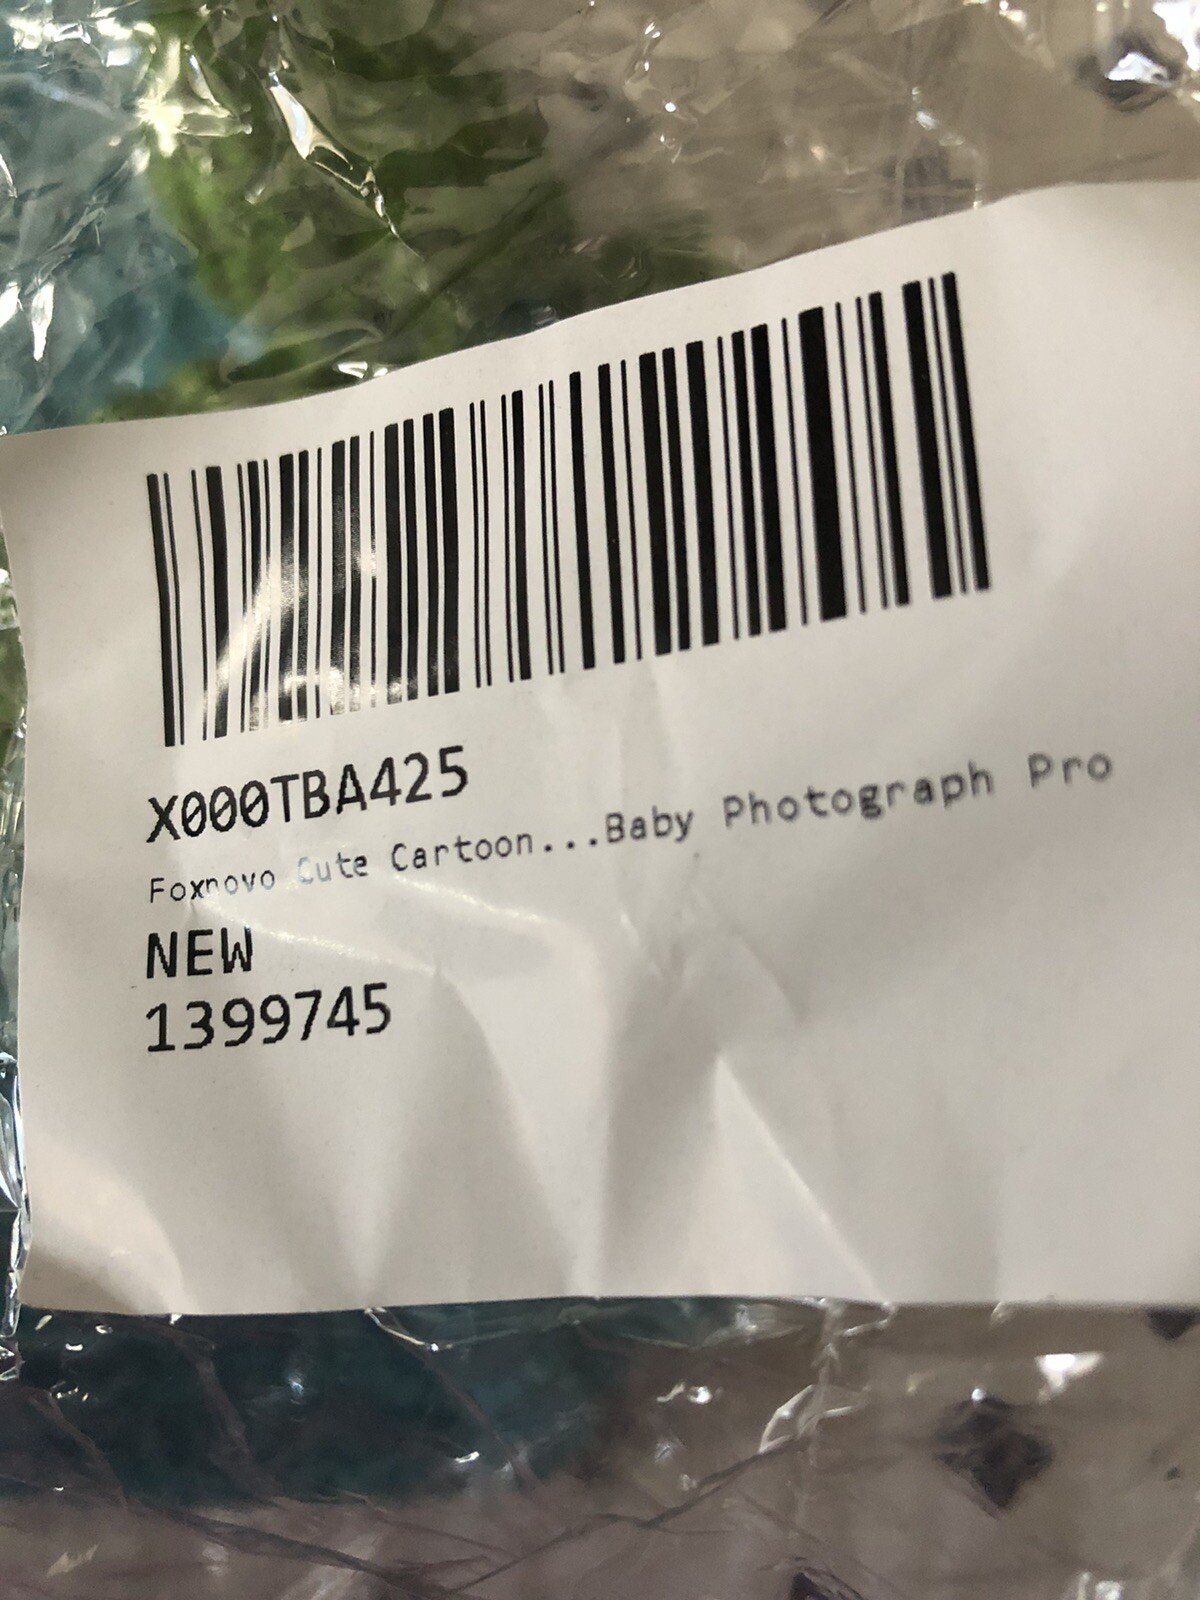 X000TBA425
Foxnovo Cute Cartoon...Baby Photograph Pro
NEW
1399745